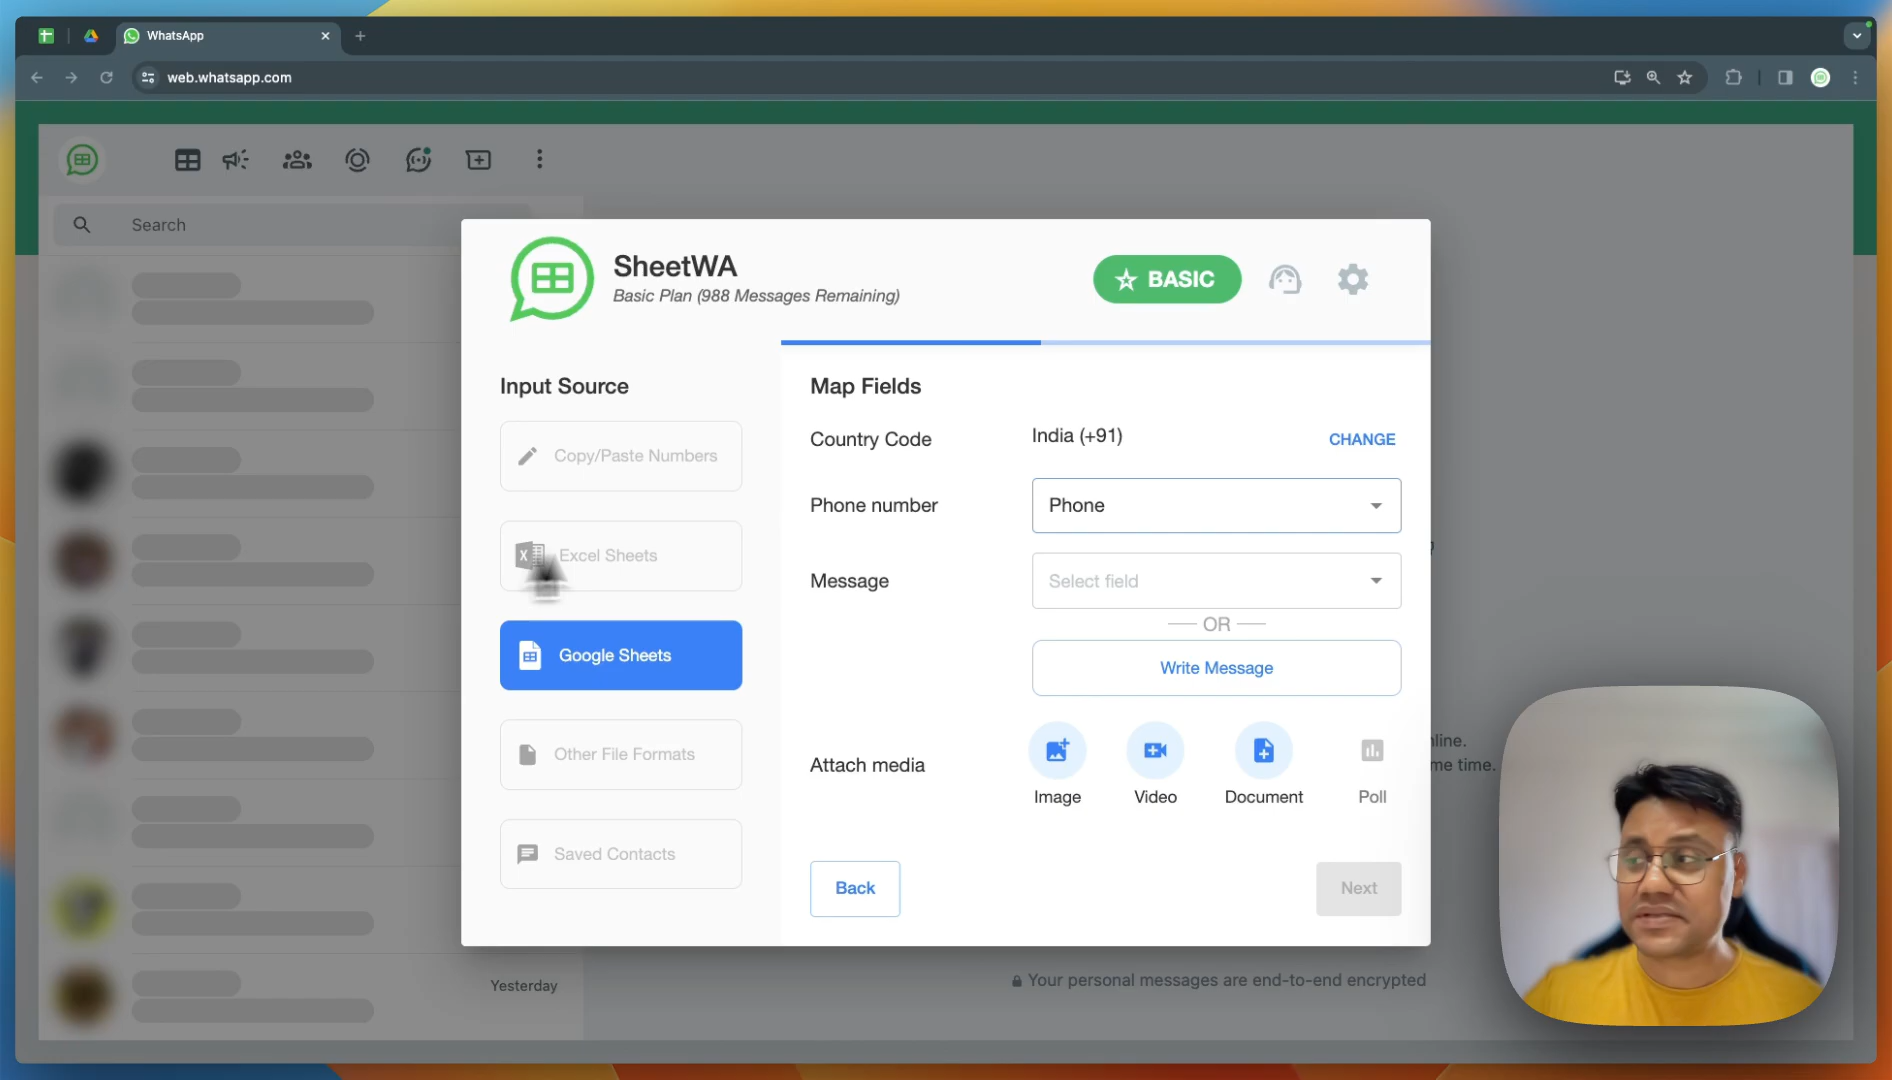 WhatsApp
web.whatsapp.com
Search
SheetWA
Basic Plan (988 Messages Remaining)
BASIC
Input Source
Copy/Paste Numbers
Excel Sheets
Google Sheets
Other File Formats
Saved Contacts
Map Fields
Country Code
India (+91)
CHANGE
Phone number
Phone
Message
Select field
OR
Write Message
Attach media
Image
Video
Document
Poll
Back
Next
line.
me time.
Yesterday
Your personal messages are end-to-end encrypted